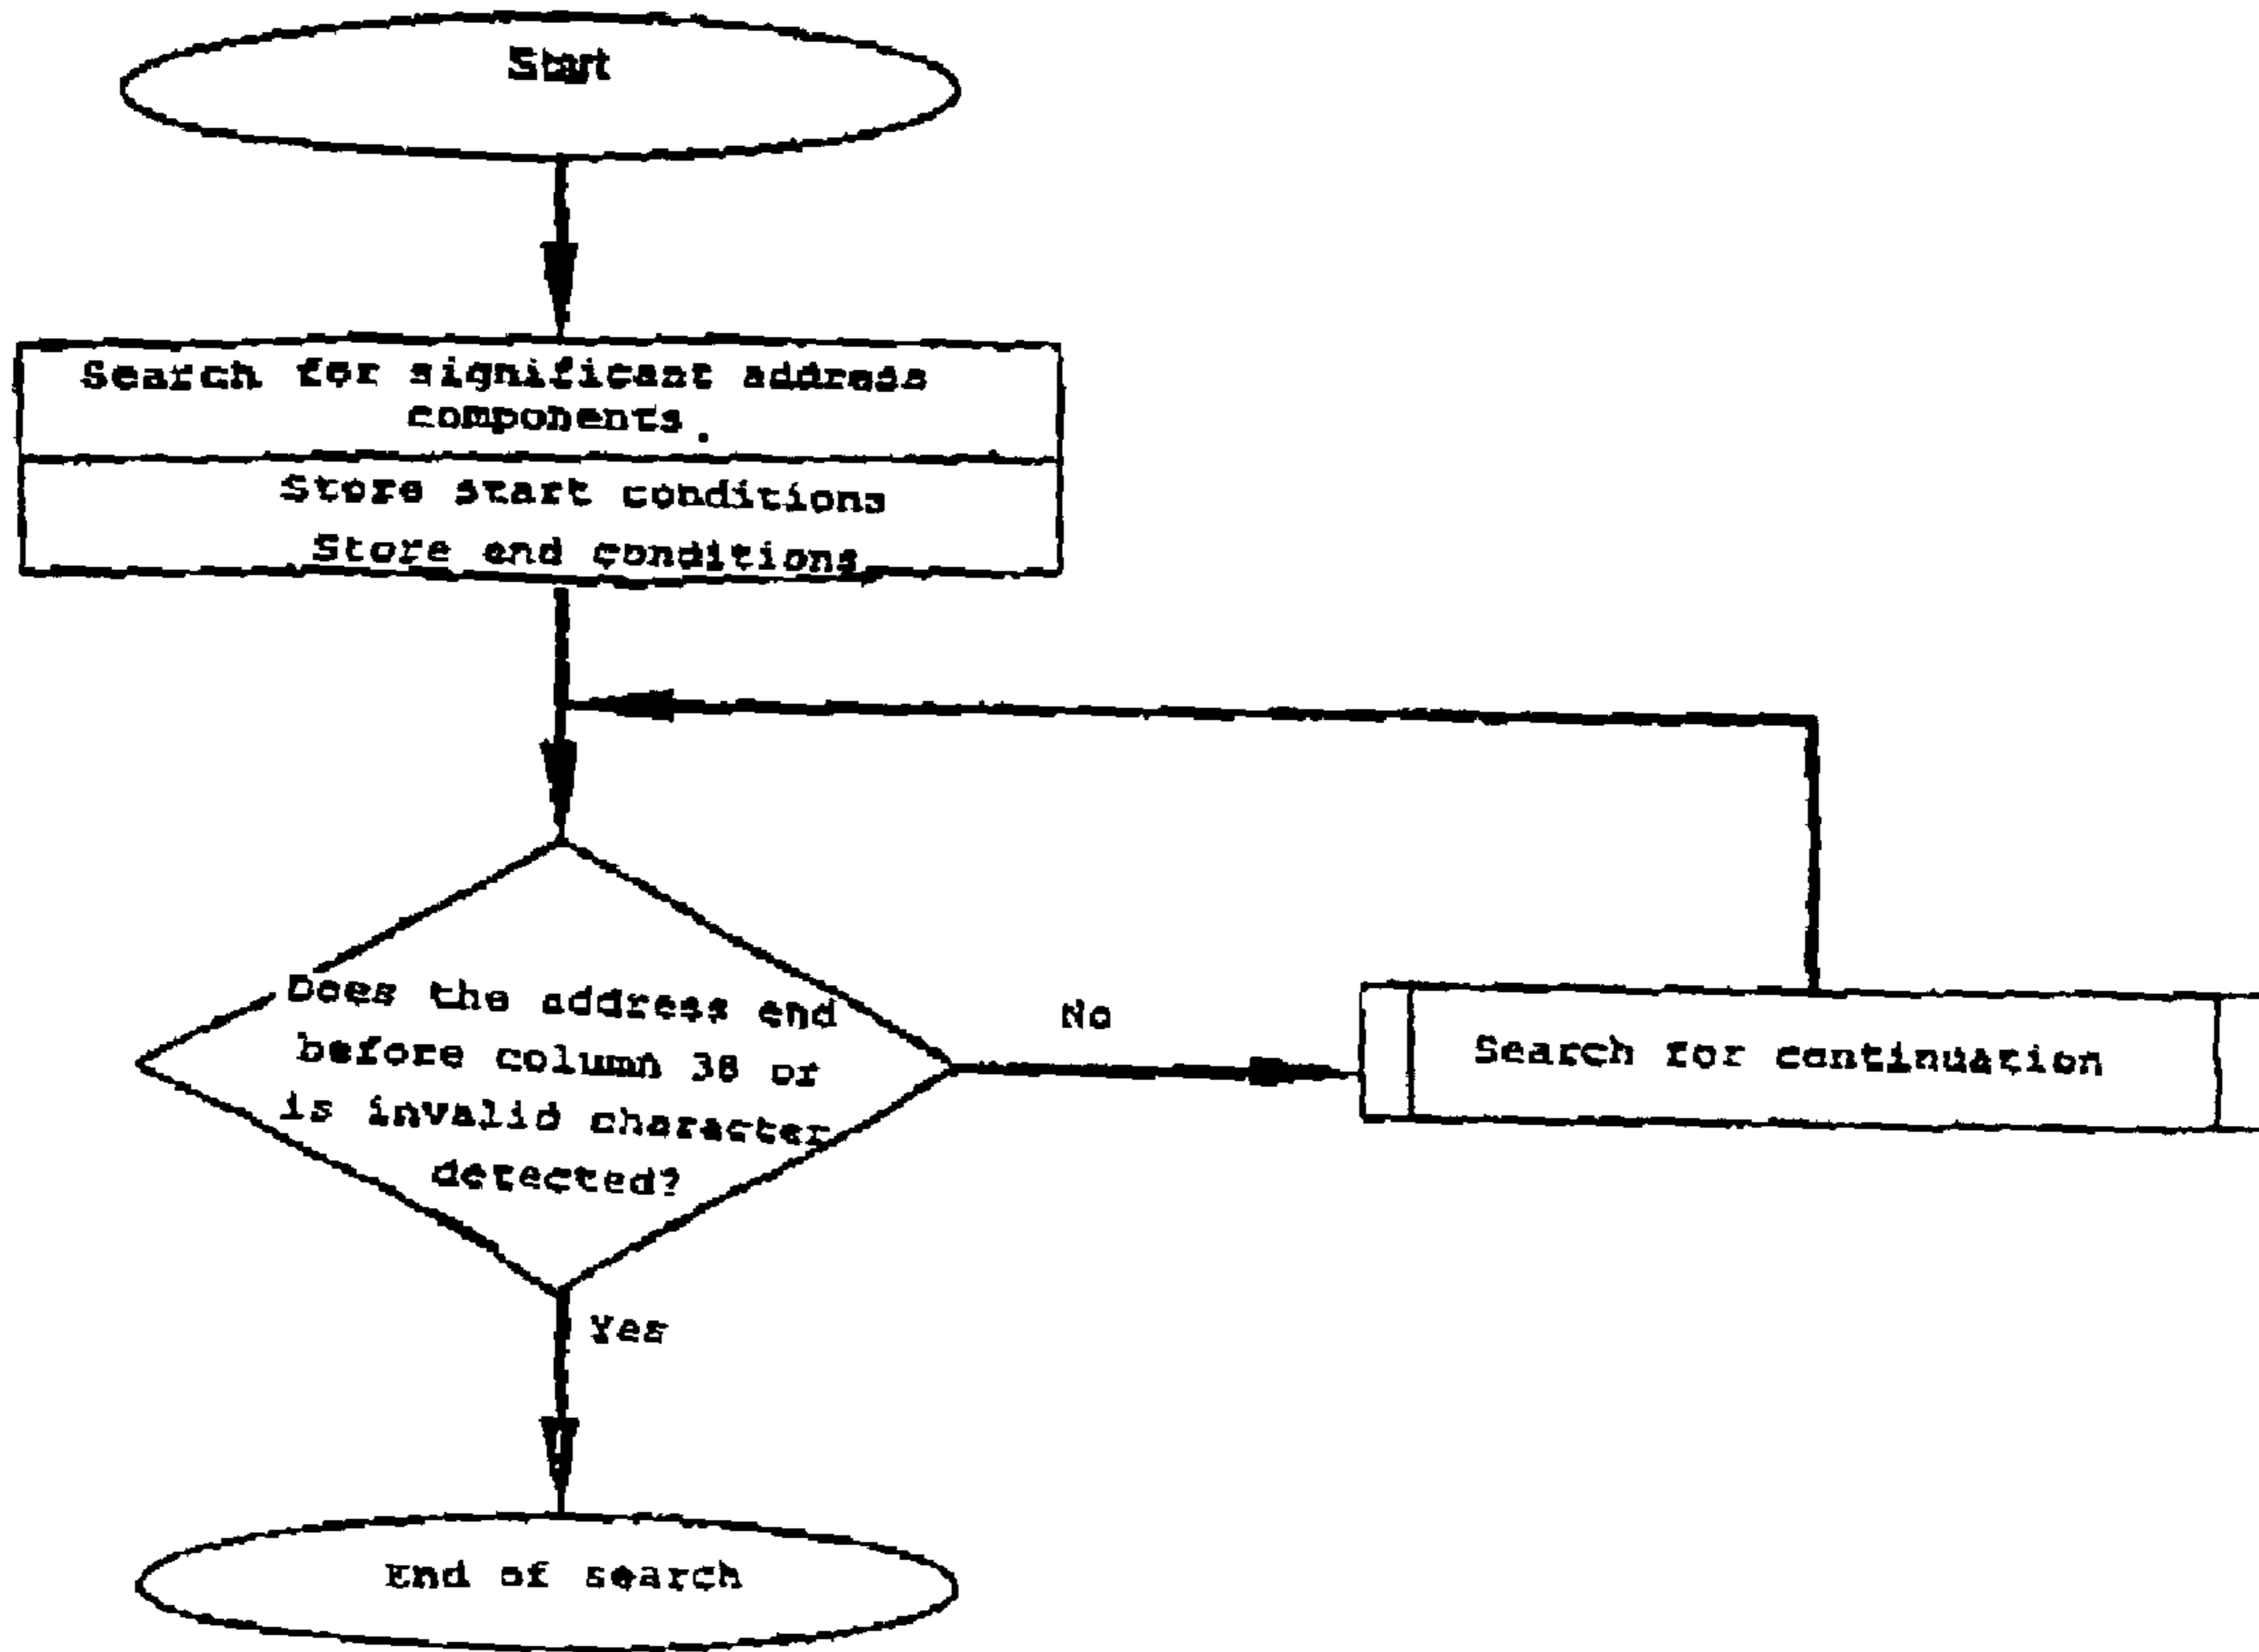 Start
Search for significant address
components.
Store start conditions
Store end conditions
Does the address end
before column 38 or
is invalid character
detected?
No
Search for continuation
Yes
End of search